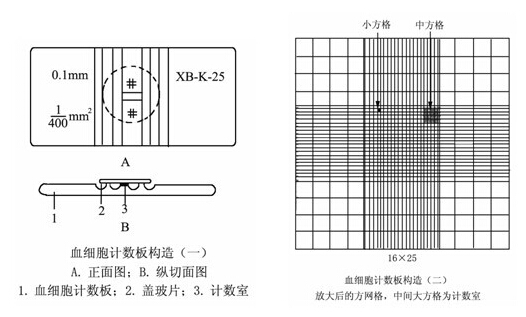 0.1mm
XB-K-25
1/400 mm²
A
1
2
3
B
血细胞计数板构造（一）
A. 正面图；B. 纵切面图
1. 血细胞计数板；2. 盖玻片；3. 计数室
小方格
中方格
16×25
血细胞计数板构造（二）
放大后的方网格，中间大方格为计数室